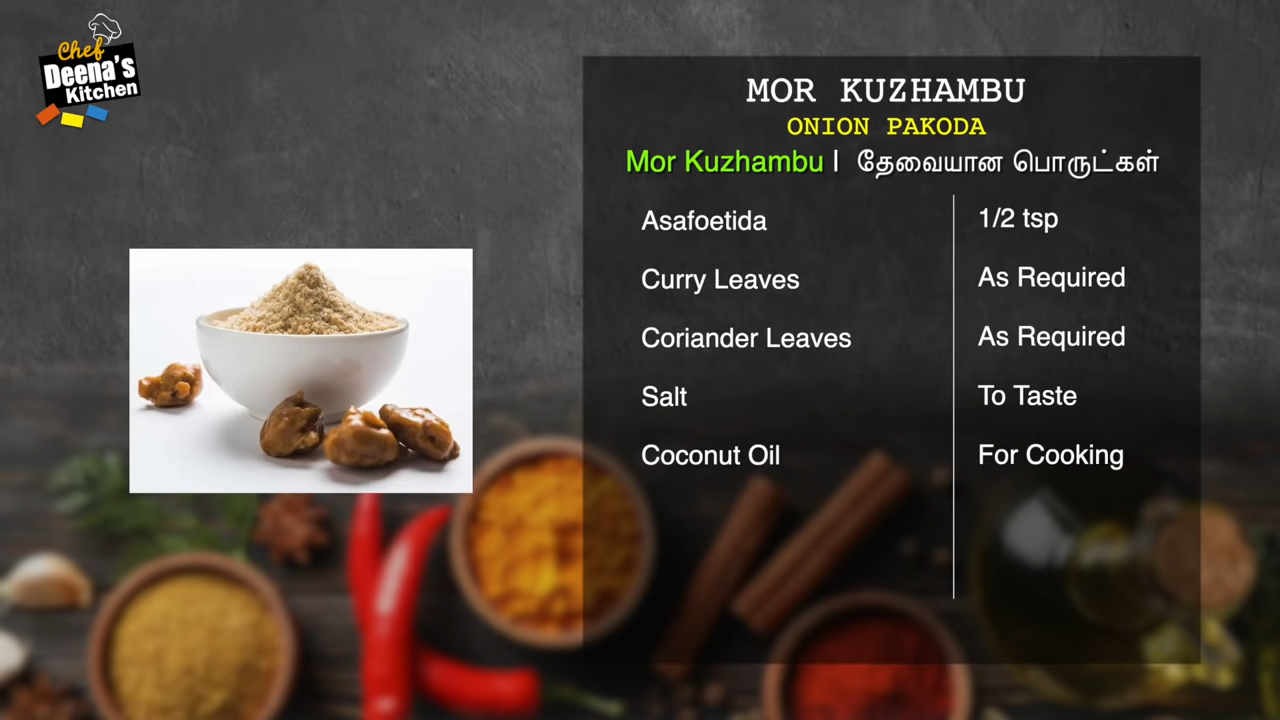 Chef
Deena's
Kitchen
MOR KUZHAMBU
ONION PAKODA
Mor Kuzhambu | தேவையான பொருட்கள்
Asafoetida 1/2 tsp
Curry Leaves As Required
Coriander Leaves As Required
Salt To Taste
Coconut Oil For Cooking